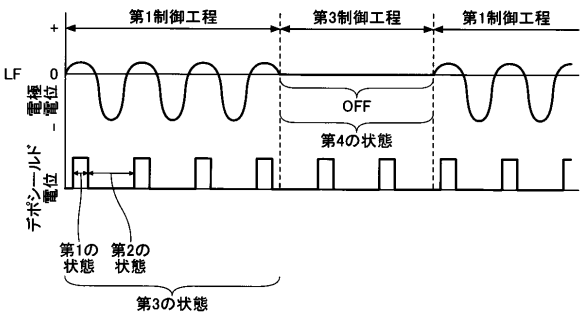 第1制御工程
第3制御工程
第1制御工程
+
LF
0
電極
電位
-
OFF
第4の状態
デポシールド
電位
第1の
状態
第2の
状態
第3の状態